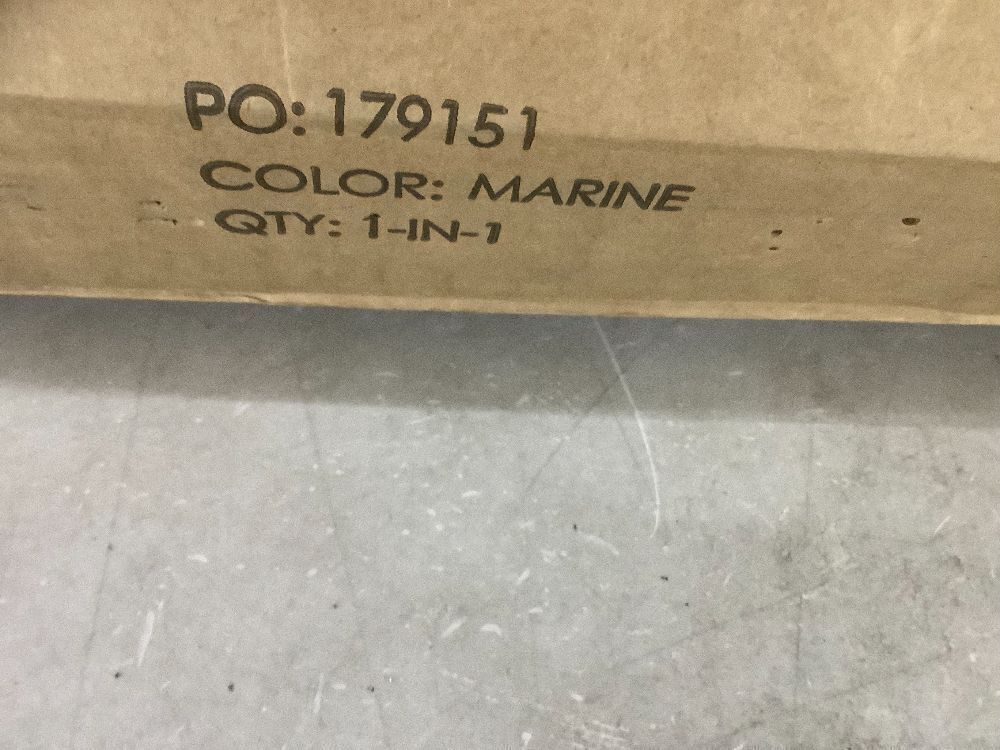 PO: 179151
COLOR: MARINE
QTY: 1-IN-1